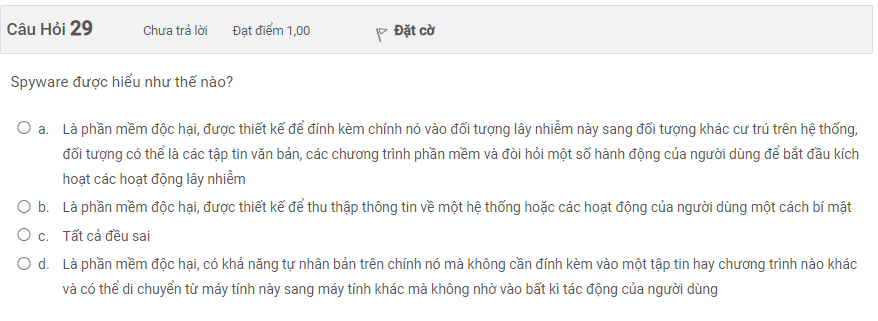 Câu Hỏi 29 Chưa trả lời Đạt điểm 1,00 Đặt cờ
Spyware được hiểu như thế nào?
a. Là phần mềm độc hại, được thiết kế để đính kèm chính nó vào đối tượng lây nhiễm này sang đối tượng khác cư trú trên hệ thống,
đối tượng có thể là các tập tin văn bản, các chương trình phần mềm và đòi hỏi một số hành động của người dùng để bắt đầu kích
hoạt các hoạt động lây nhiễm
b. Là phần mềm độc hại, được thiết kế để thu thập thông tin về một hệ thống hoặc các hoạt động của người dùng một cách bí mật
c. Tất cả đều sai
d. Là phần mềm độc hại, có khả năng tự nhân bản trên chính nó mà không cần đính kèm vào một tập tin hay chương trình nào khác
và có thể di chuyển từ máy tính này sang máy tính khác mà không nhờ vào bất kì tác động của người dùng